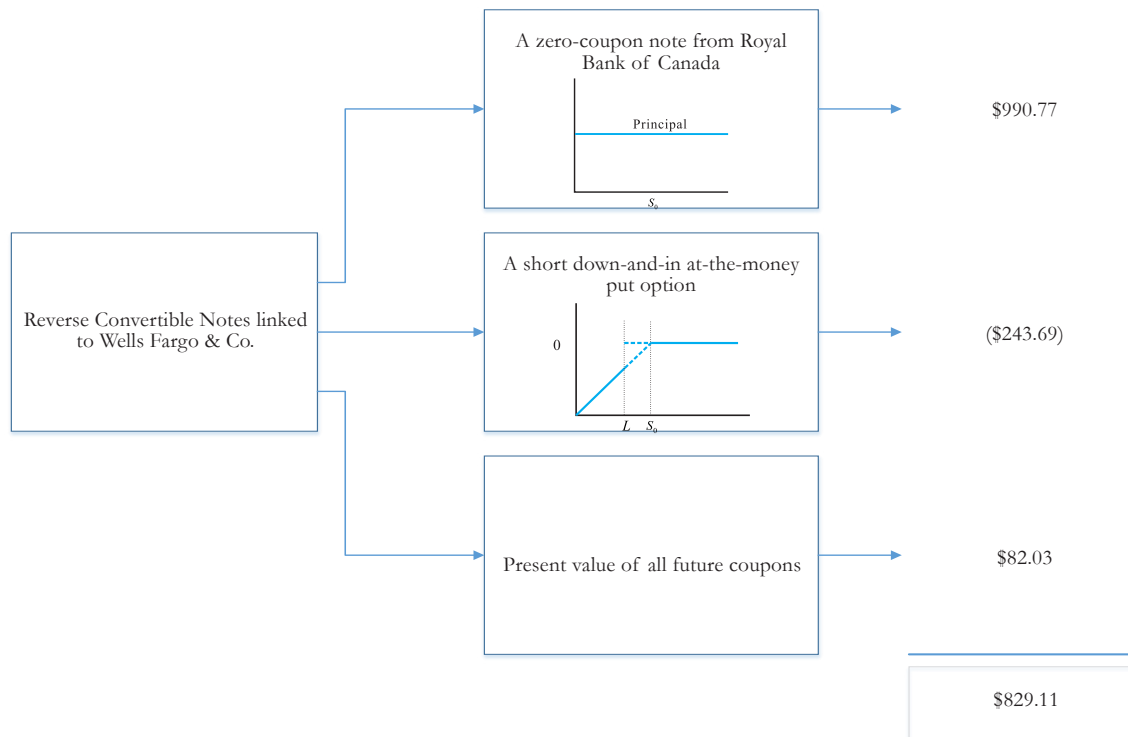 A zero-coupon note from Royal
Bank of Canada
Principal
S₀
$990.77
Reverse Convertible Notes linked
to Wells Fargo & Co.
A short down-and-in at-the-money
put option
0
L S₀
($243.69)
Present value of all future coupons
$82.03
$829.11